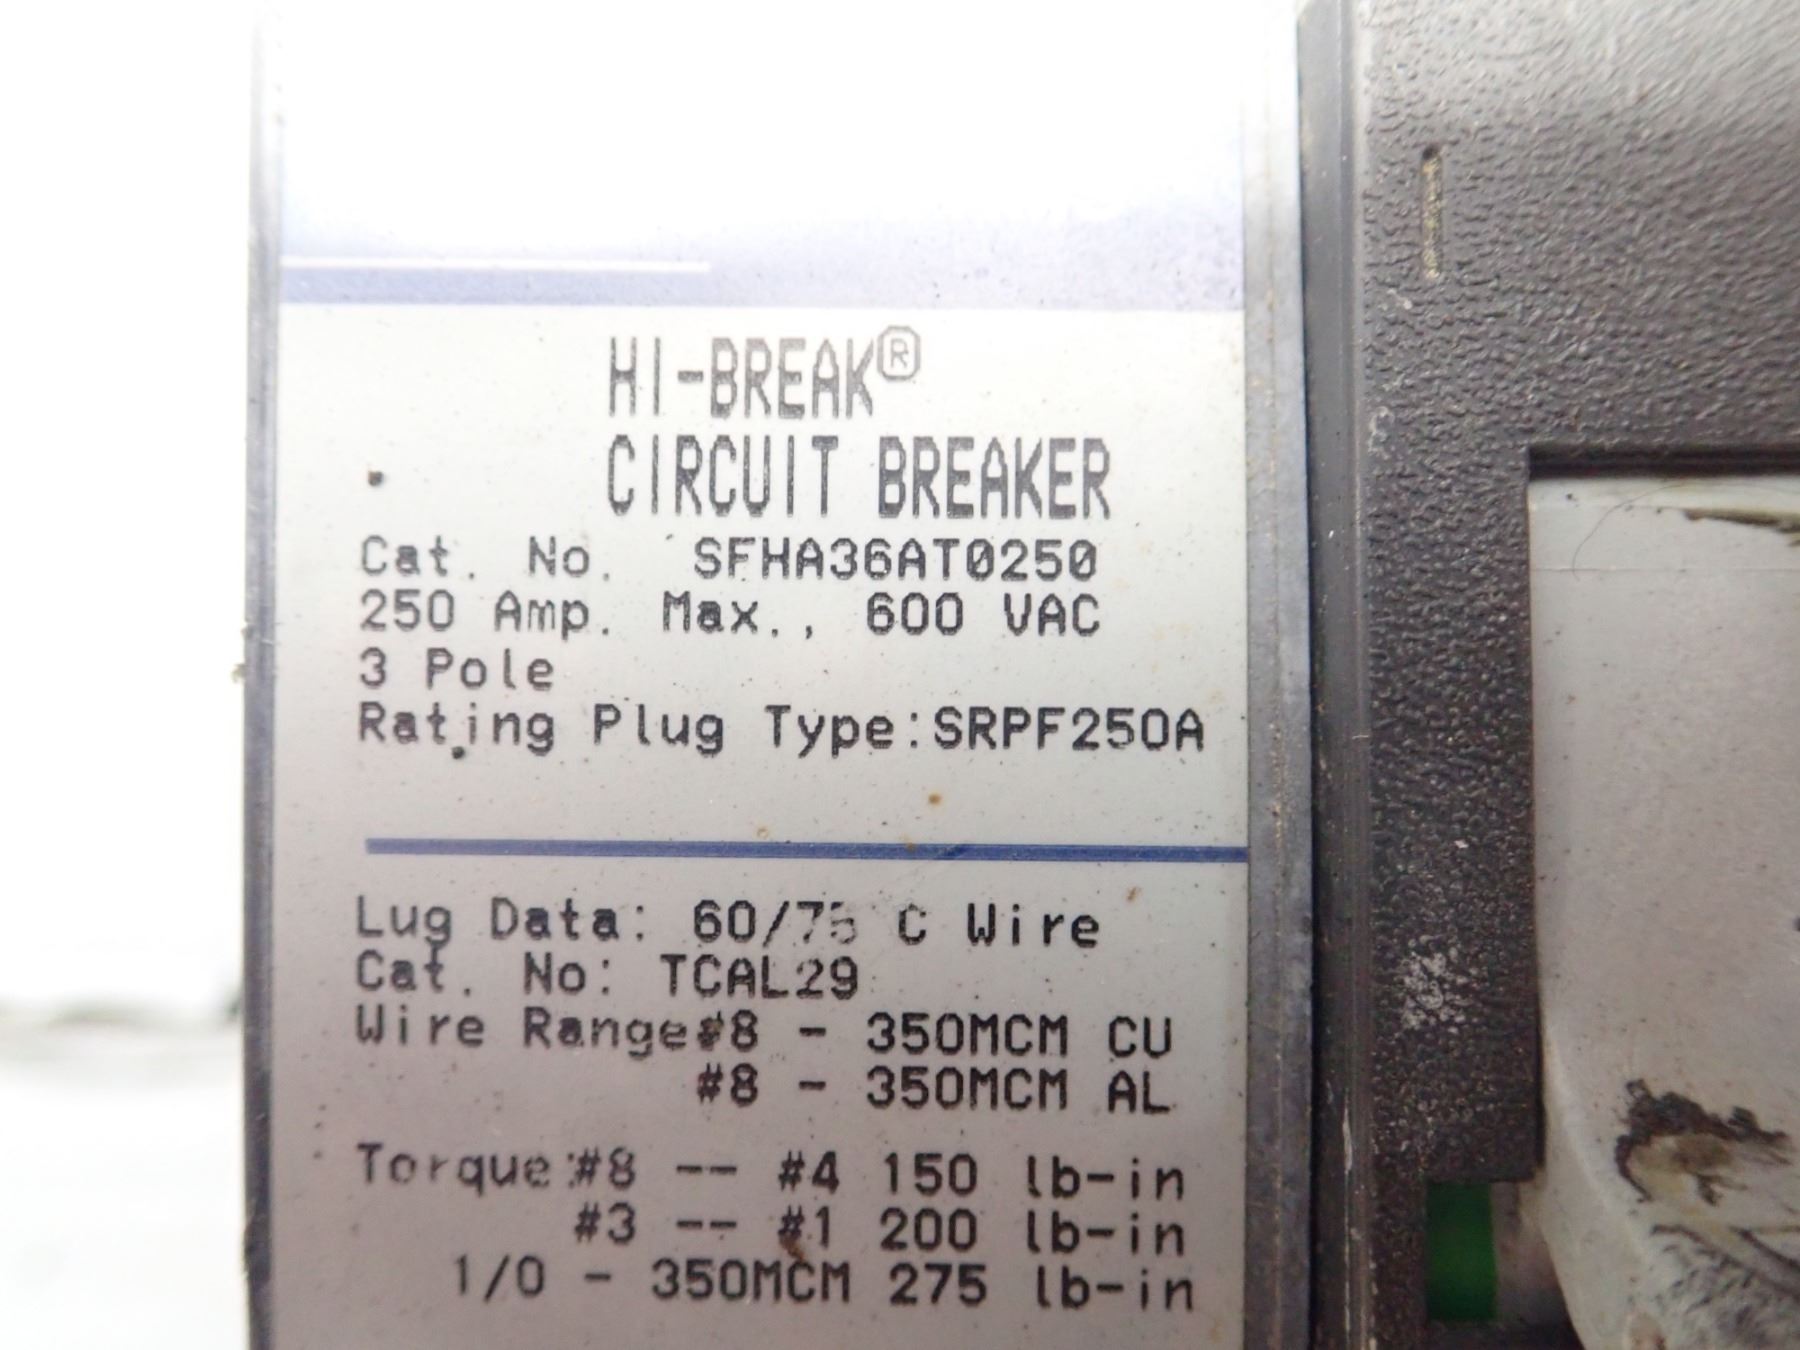 HI-BREAK®
CIRCUIT BREAKER
Cat. No. SFHA36AT0250
250 Amp. Max., 600 VAC
3 Pole
Rating Plug Type:SRPF250A
Lug Data: 60/75 C Wire
Cat. No: TCAL29
Wire Range#8 - 350MCM CU
#8 - 350MCM AL
Torque:#8 -- #4 150 lb-in
#3 -- #1 200 lb-in
1/0 - 350MCM 275 lb-in